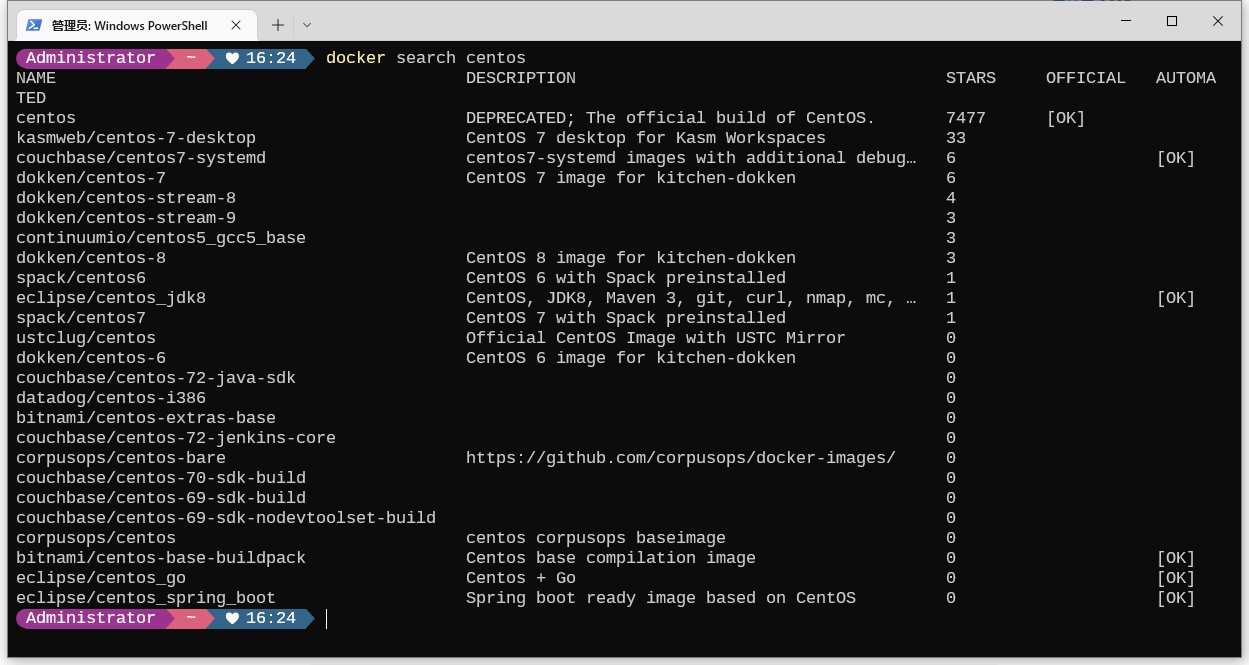 管理员: Windows PowerShell
Administrator ~ ♥ 16:24 docker search centos
NAME DESCRIPTION STARS OFFICIAL AUTOMA
TED
centos DEPRECATED; The official build of CentOS. 7477 [OK]
kasmweb/centos-7-desktop CentOS 7 desktop for Kasm Workspaces 33
couchbase/centos7-systemd centos7-systemd images with additional debug… 6 [OK]
dokken/centos-7 CentOS 7 image for kitchen-dokken 6
dokken/centos-stream-8 4
dokken/centos-stream-9 3
continuumio/centos5_gcc5_base 3
dokken/centos-8 CentOS 8 image for kitchen-dokken 3
spack/centos6 CentOS 6 with Spack preinstalled 1
eclipse/centos_jdk8 CentOS, JDK8, Maven 3, git, curl, nmap, mc, … 1 [OK]
spack/centos7 CentOS 7 with Spack preinstalled 1
ustclug/centos Official CentOS Image with USTC Mirror 0
dokken/centos-6 CentOS 6 image for kitchen-dokken 0
couchbase/centos-72-java-sdk 0
datadog/centos-i386 0
bitnami/centos-extras-base 0
couchbase/centos-72-jenkins-core 0
corpusops/centos-bare https://github.com/corpusops/docker-images/ 0
couchbase/centos-70-sdk-build 0
couchbase/centos-69-sdk-build 0
couchbase/centos-69-sdk-nodevtoolset-build 0
corpusops/centos centos corpusops baseimage 0
bitnami/centos-base-buildpack Centos base compilation image 0 [OK]
eclipse/centos_go Centos + Go 0 [OK]
eclipse/centos_spring_boot Spring boot ready image based on CentOS 0 [OK]
Administrator ~ ♥ 16:24